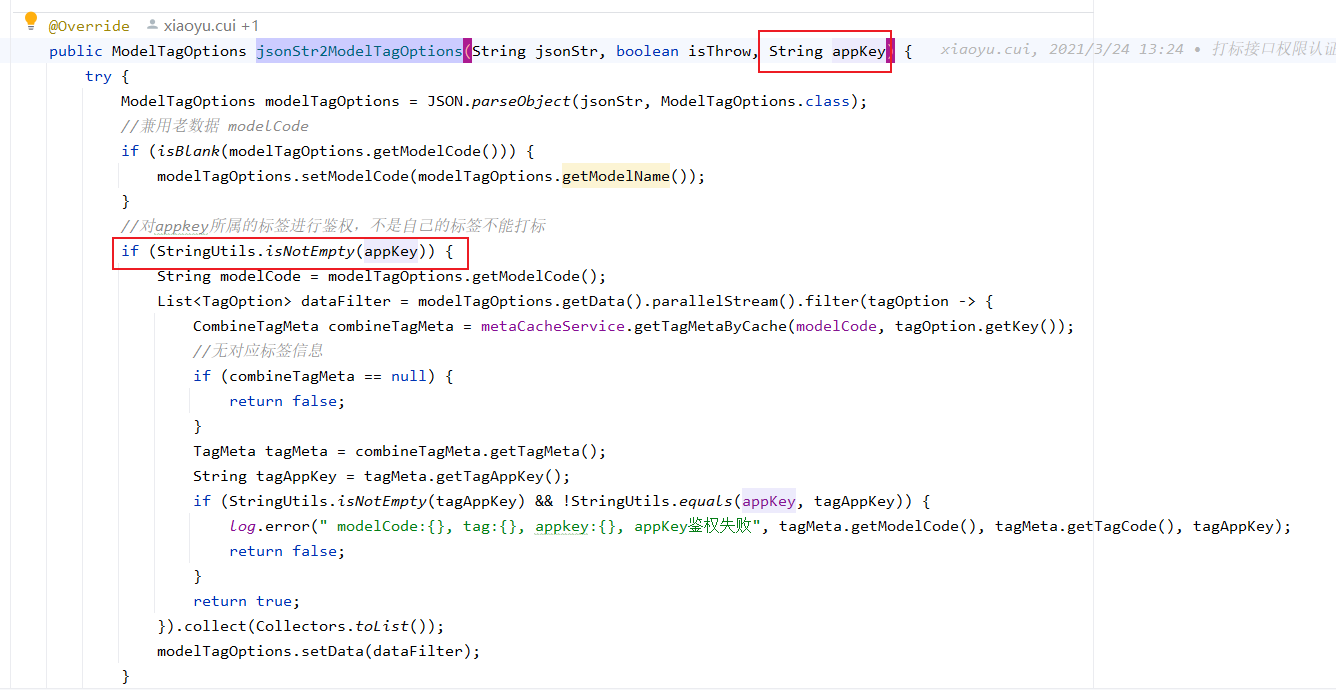 @Override xiaoyu.cui +1
public ModelTagOptions jsonStr2ModelTagOptions(String jsonStr, boolean isThrow, String appKey) { xiaoyu.cui, 2021/3/24 13:24 • 打标接口权限认证
try {
ModelTagOptions modelTagOptions = JSON.parseObject(jsonStr, ModelTagOptions.class);
//兼用老数据 modelCode
if (isBlank(modelTagOptions.getModelCode())) {
modelTagOptions.setModelCode(modelTagOptions.getModelName());
}
//对appkey所属的标签进行鉴权，不是自己的标签不能打标
if (StringUtils.isNotEmpty(appKey)) {
String modelCode = modelTagOptions.getModelCode();
List<TagOption> dataFilter = modelTagOptions.getData().parallelStream().filter(tagOption -> {
CombineTagMeta combineTagMeta = metaCacheService.getTagMetaByCache(modelCode, tagOption.getKey());
//无对应标签信息
if (combineTagMeta == null) {
return false;
}
TagMeta tagMeta = combineTagMeta.getTagMeta();
String tagAppKey = tagMeta.getTagAppKey();
if (StringUtils.isNotEmpty(tagAppKey) && !StringUtils.equals(appKey, tagAppKey)) {
log.error(" modelCode:{}, tag:{}, appkey:{}, appKey鉴权失败", tagMeta.getModelCode(), tagMeta.getTagCode(), tagAppKey);
return false;
}
return true;
}).collect(Collectors.toList());
modelTagOptions.setData(dataFilter);
}